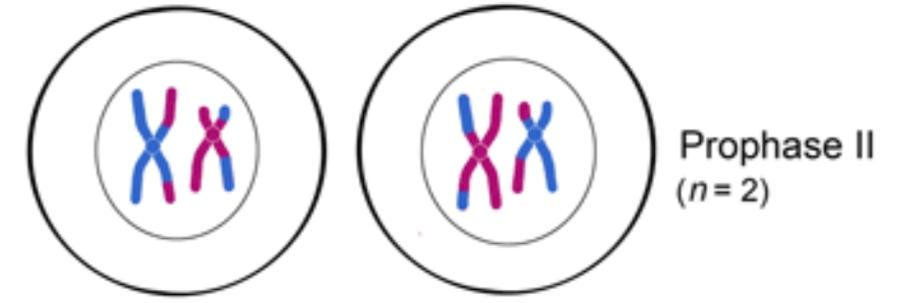 Prophase II
(n = 2)